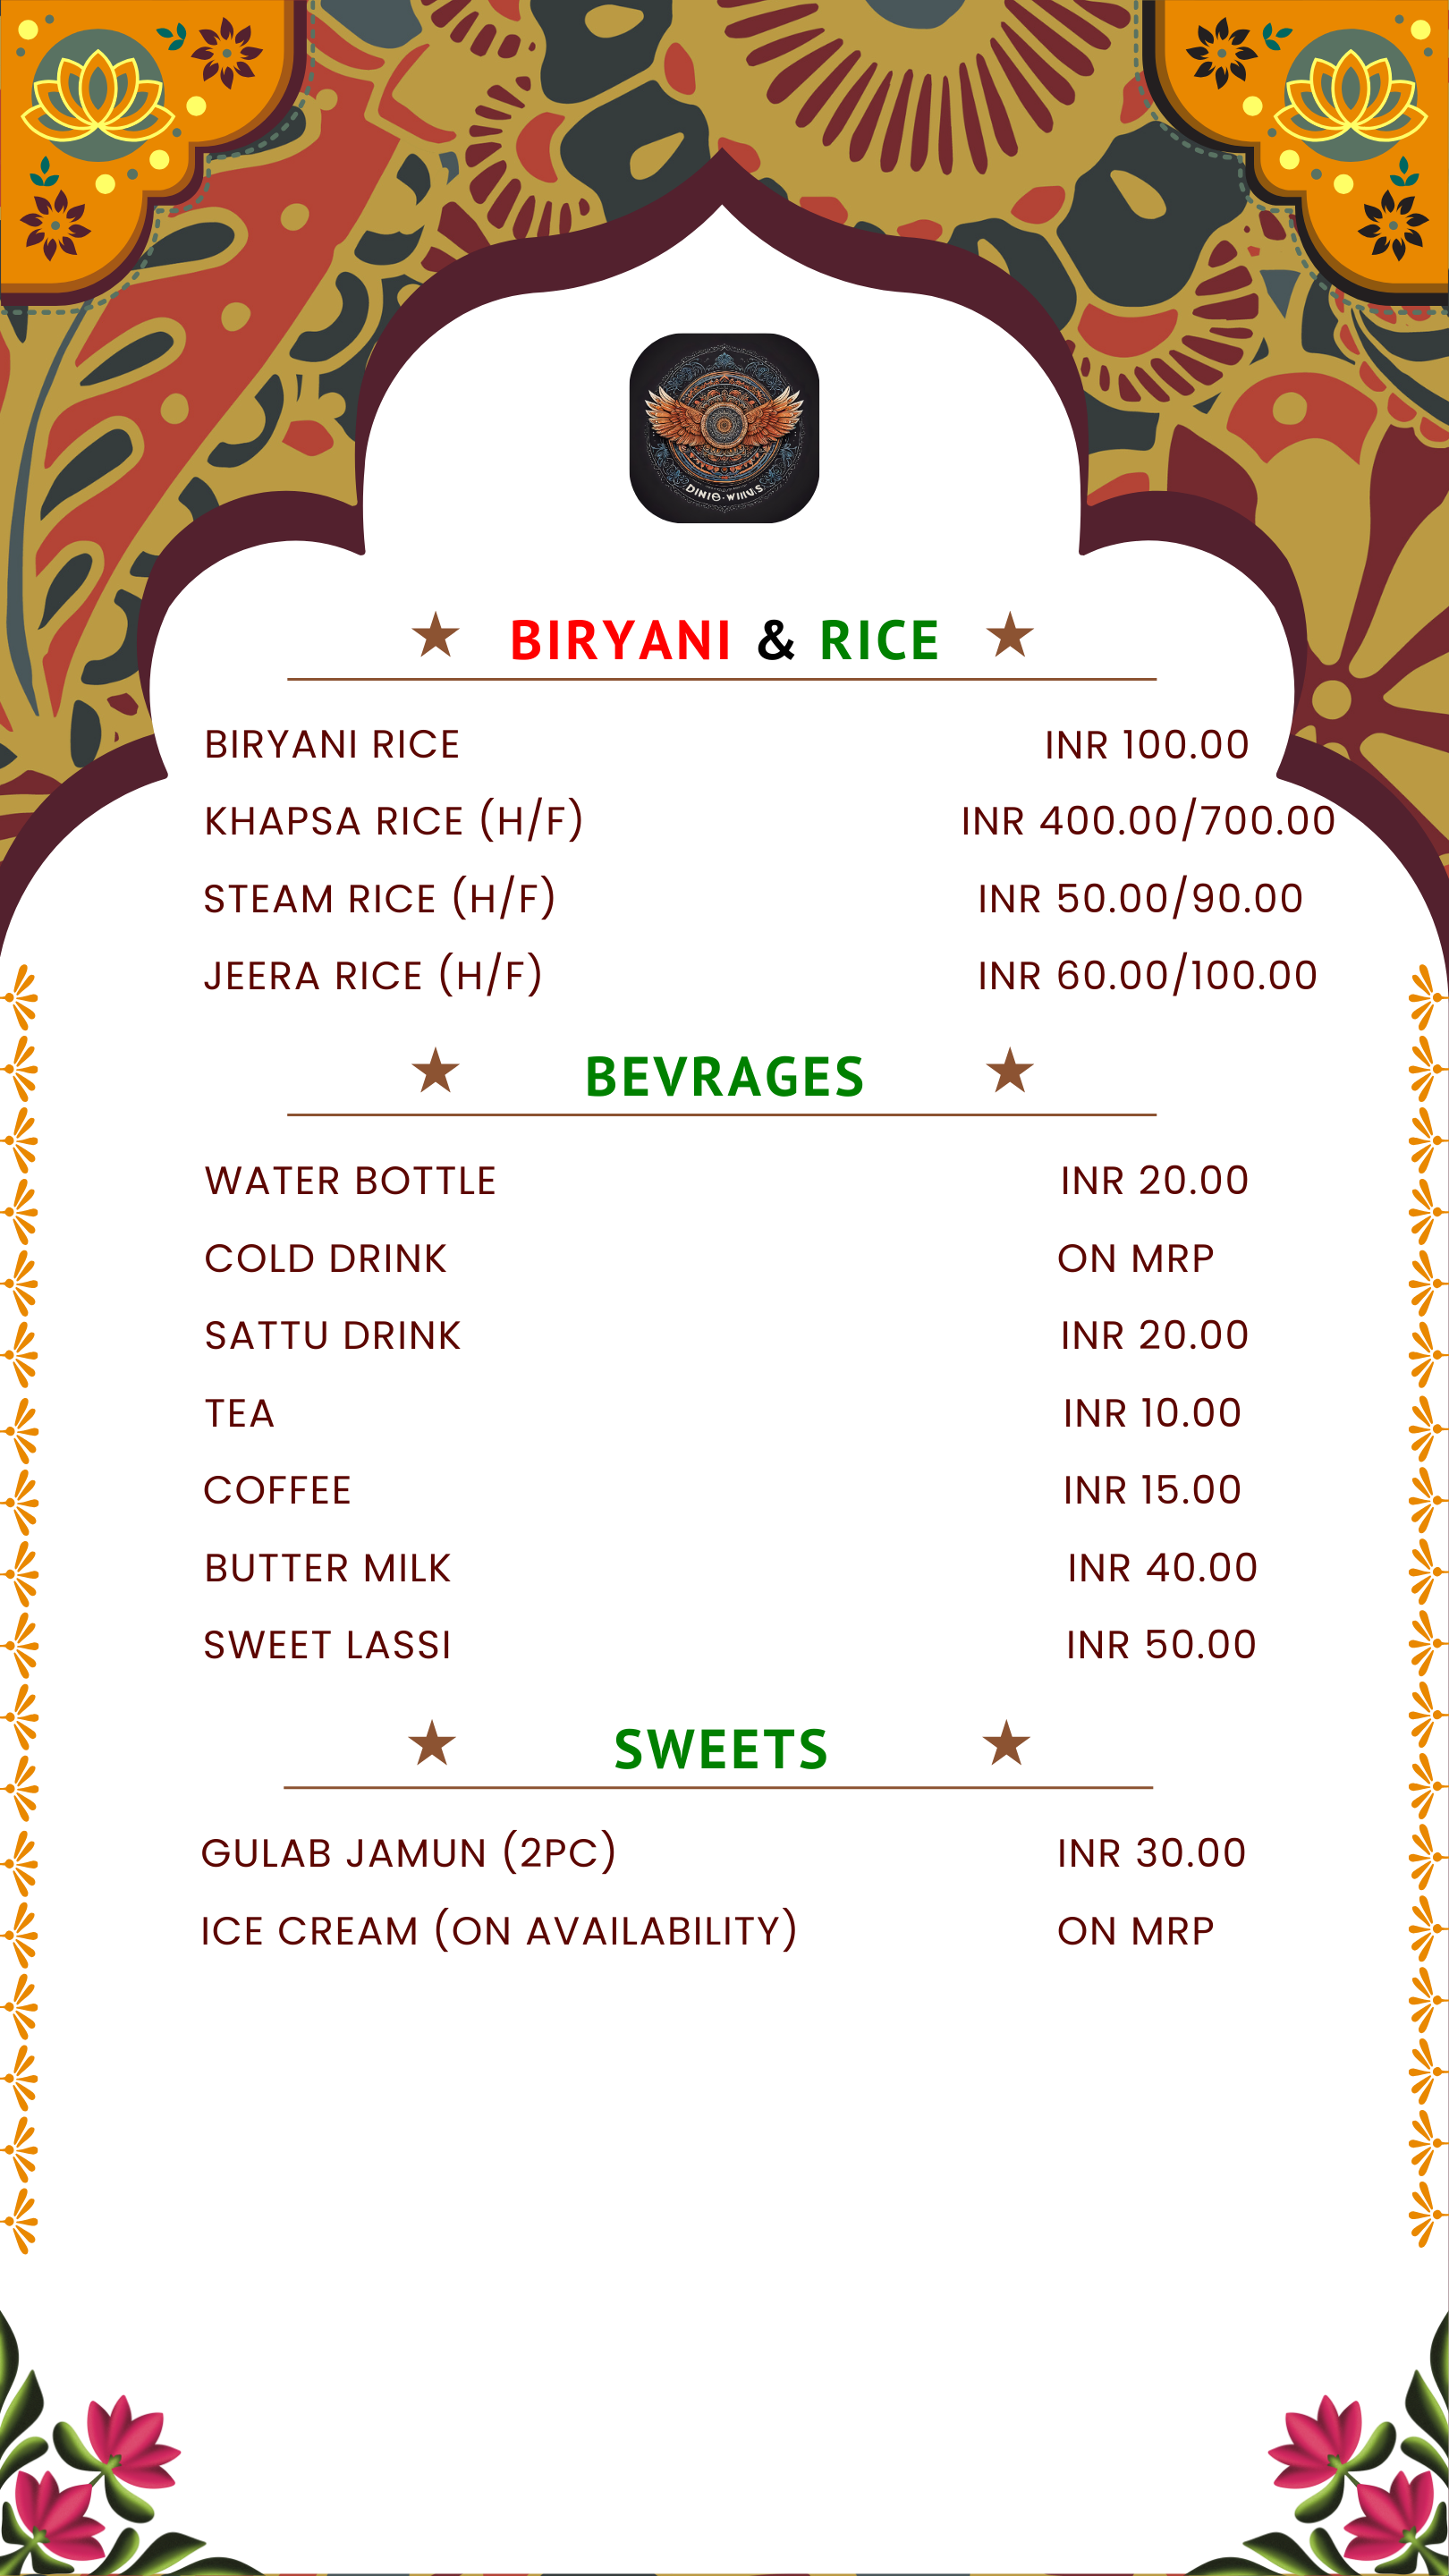 BIRYANI & RICE
BIRYANI RICE INR 100.00
KHAPSA RICE (H/F) INR 400.00/700.00
STEAM RICE (H/F) INR 50.00/90.00
JEERA RICE (H/F) INR 60.00/100.00
BEVRAGES
WATER BOTTLE INR 20.00
COLD DRINK ON MRP
SATTU DRINK INR 20.00
TEA INR 10.00
COFFEE INR 15.00
BUTTER MILK INR 40.00
SWEET LASSI INR 50.00
SWEETS
GULAB JAMUN (2PC) INR 30.00
ICE CREAM (ON AVAILABILITY) ON MRP